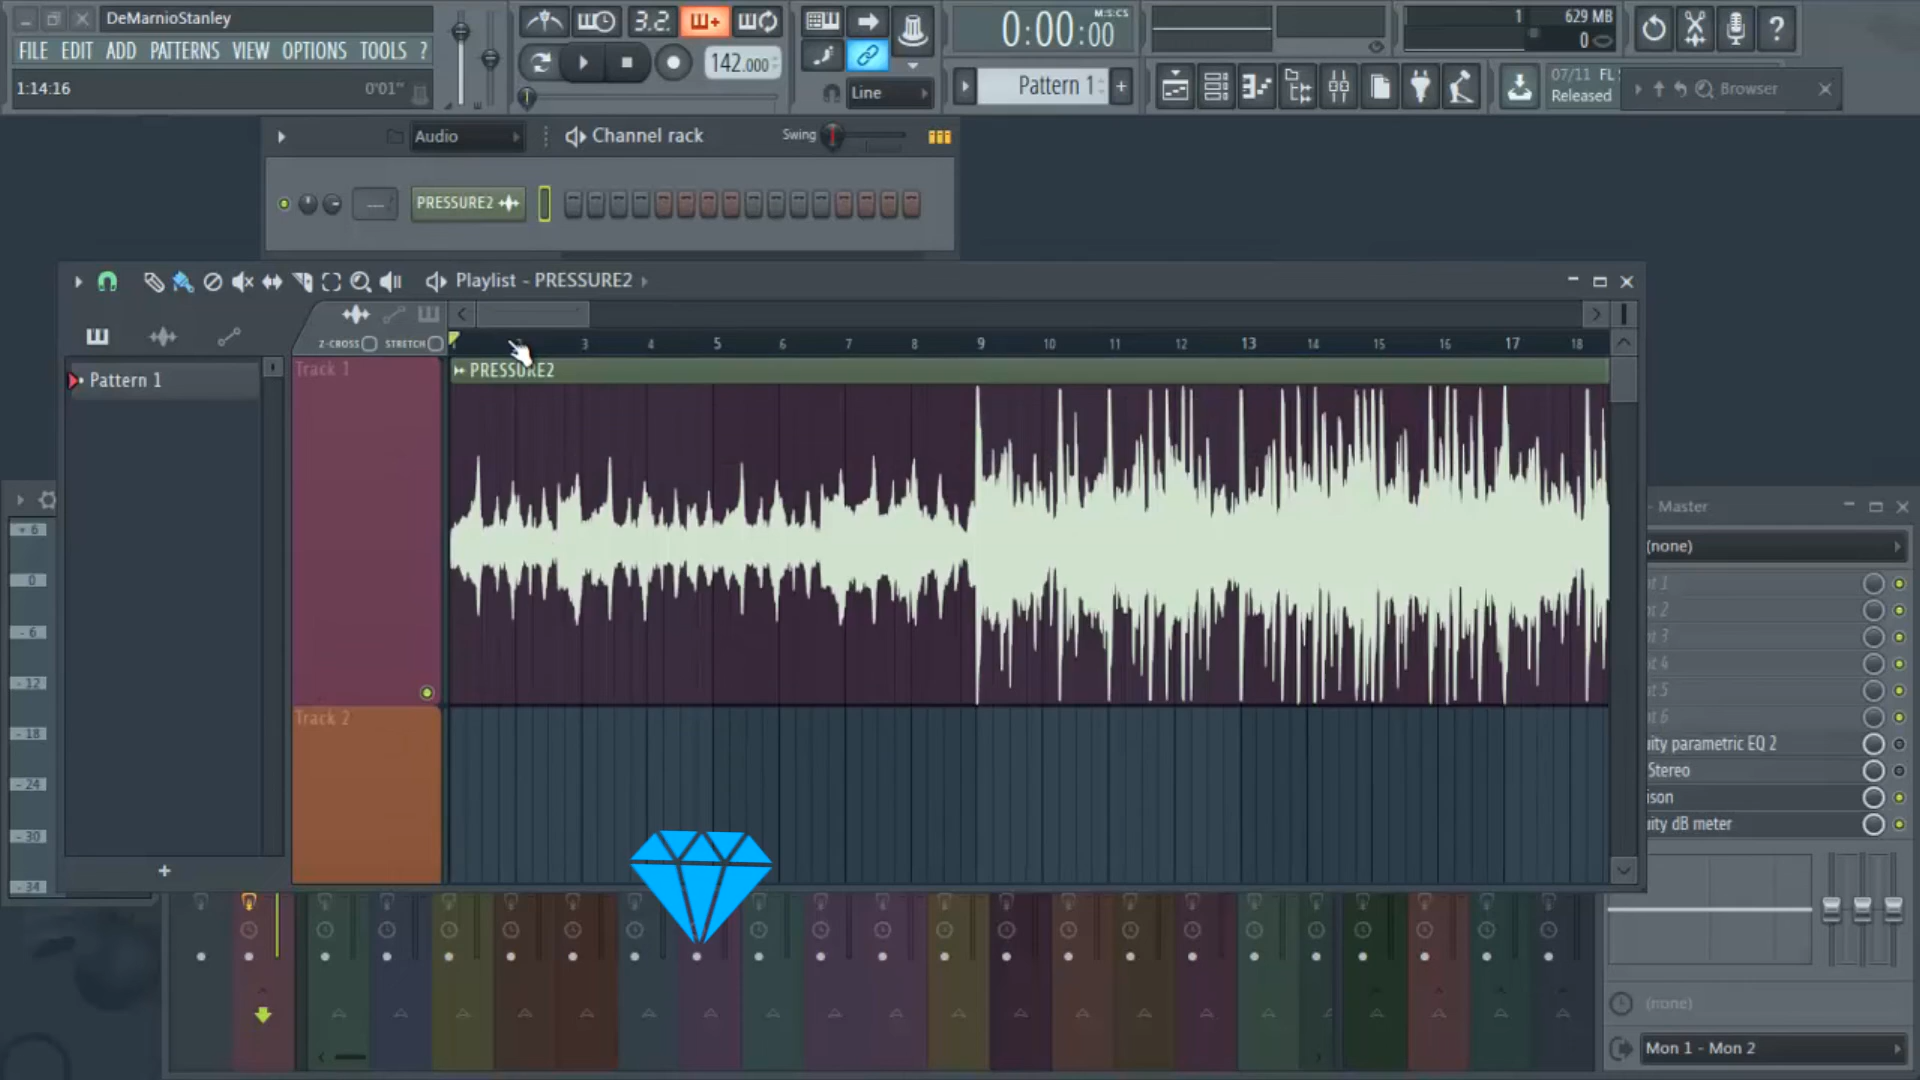 DeMarnioStanley
FILE EDIT ADD PATTERNS VIEW OPTIONS TOOLS ?
1:14:16 0'01"
3.2.
142.000
Line
0:00:00 M:S:CS
Pattern 1 +
1 629 MB
0
07/11 FL
Released
Browser
?
Audio
Channel rack
Swing
PRESSURE2
Playlist - PRESSURE2
Z-CROSS STRETCH
3 4 5 6 7 8 9 10 11 12 13 14 15 16 17 18
Pattern 1
Track 1
PRESSURE2
Track 2
+
+ 6
0
- 6
- 12
- 18
- 24
- 30
- 34
- Master
(none)
t 1
t 2
t 3
t 4
t 5
t 6
ity parametric EQ 2
Stereo
ison
ity dB meter
(none)
Mon 1 - Mon 2